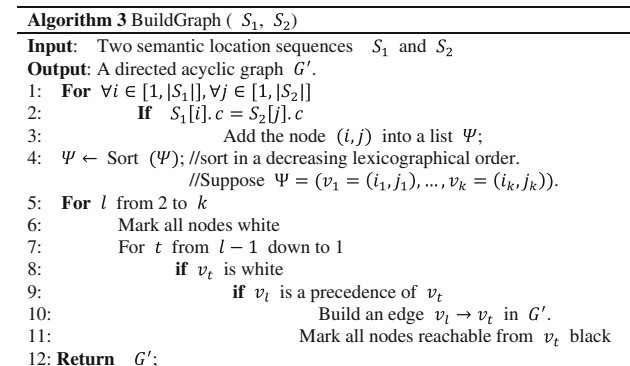 Algorithm 3 BuildGraph ( S₁, S₂)
Input: Two semantic location sequences S₁ and S₂
Output: A directed acyclic graph G′.
1: For ∀i ∈ [1, |S₁|], ∀j ∈ [1, |S₂|]
2: If S₁[i]. c = S₂[j]. c
3: Add the node (i, j) into a list Ψ;
4: Ψ ← Sort (Ψ); //sort in a decreasing lexicographical order.
//Suppose Ψ = (v₁ = (i₁, j₁), … , vₖ = (iₖ, jₖ)).
5: For l from 2 to k
6: Mark all nodes white
7: For t from l − 1 down to 1
8: if vₜ is white
9: if vₗ is a precedence of vₜ
10: Build an edge vₗ → vₜ in G′.
11: Mark all nodes reachable from vₜ black
12: Return G′;